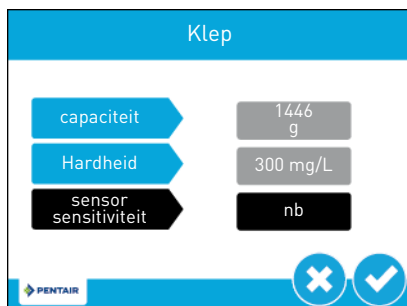 Klep
capaciteit
1446
g
Hardheid
300 mg/L
sensor
sensitiviteit
nb
PENTAIR